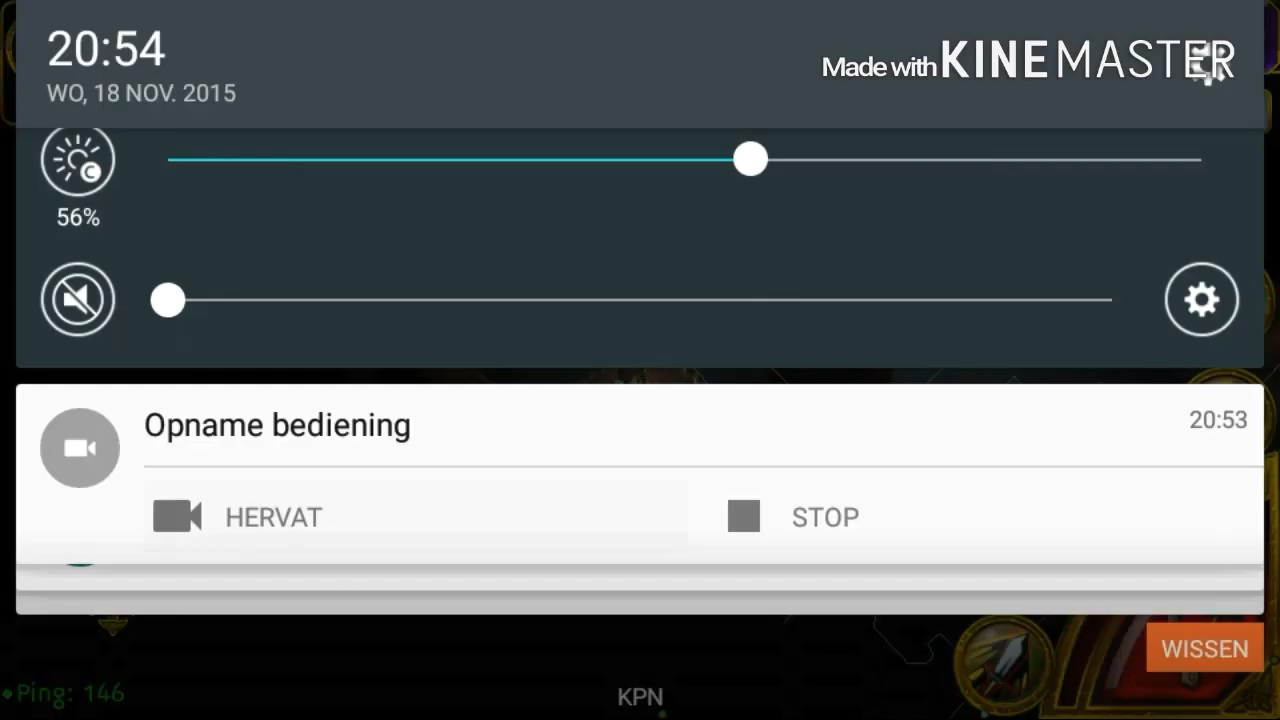 20:54
WO, 18 NOV. 2015
Made with KINEMASTER
56%
Opname bediening
20:53
HERVAT
STOP
WISSEN
Ping: 146
KPN